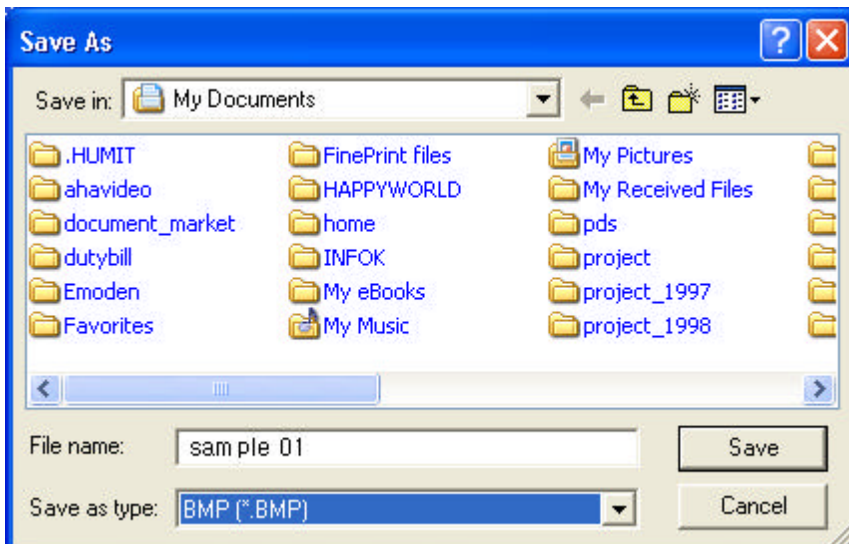 Save As
Save in: My Documents
.HUMIT FinePrint files My Pictures
ahavideo HAPPYWORLD My Received Files
document_market home pds
dutybill INFOK project
Emoden My eBooks project_1997
Favorites My Music project_1998
File name: sample 01 Save
Save as type: BMP (*.BMP) Cancel